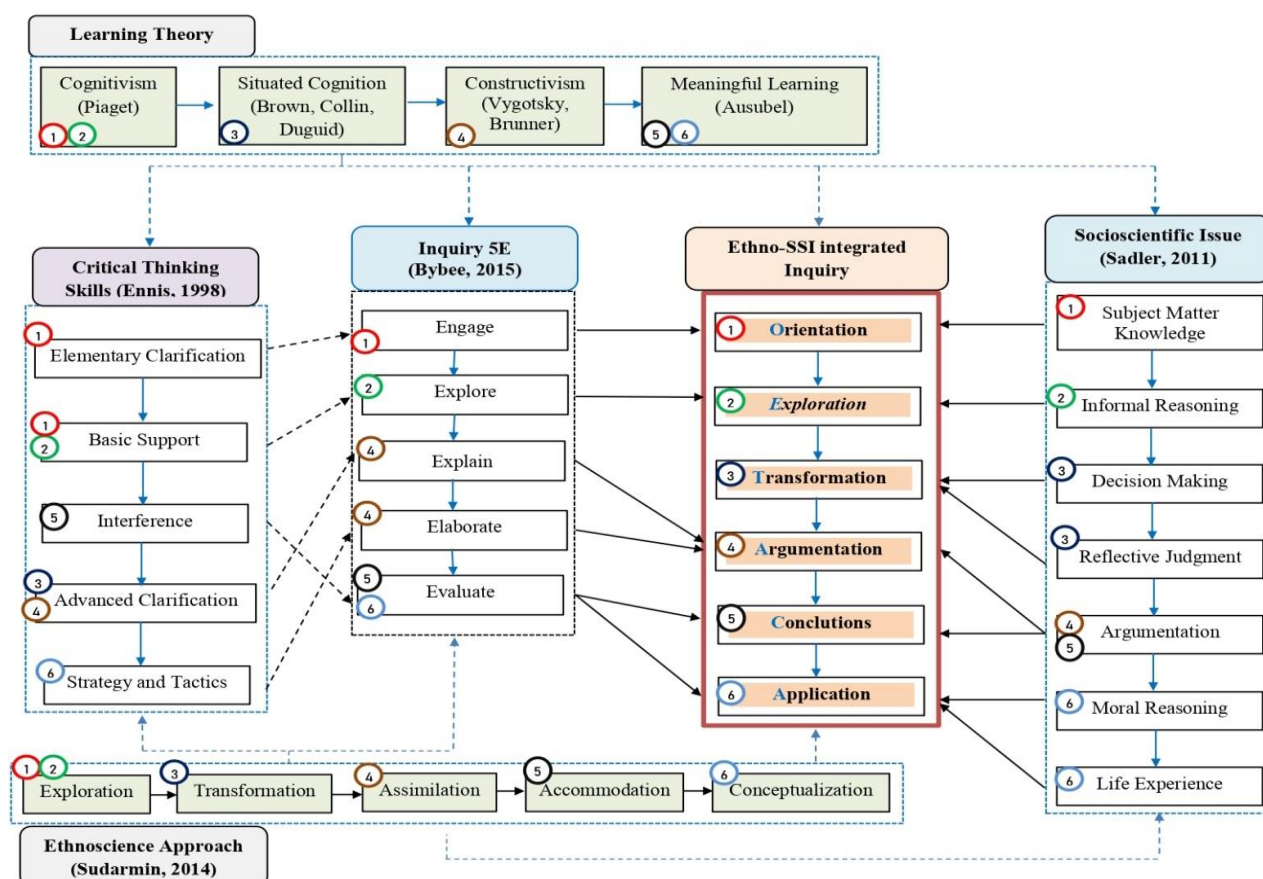 Learning Theory
Cognitivism
(Piaget)
1 2
Situated Cognition
(Brown, Collin,
Duguid)
3
Constructivism
(Vygotsky,
Brunner)
4
Meaningful Learning
(Ausubel)
5 6
Critical Thinking
Skills (Ennis, 1998)
1
Elementary Clarification
1
Basic Support
2
5 Interference
3
Advanced Clarification
4
6 Strategy and Tactics
Inquiry 5E
(Bybee, 2015)
Engage
1
2 Explore
4 Explain
4 Elaborate
5
Evaluate
6
Ethno-SSI integrated
Inquiry
1 Orientation
2 Exploration
3 Transformation
4 Argumentation
5 Conclutions
6 Application
Socioscientific Issue
(Sadler, 2011)
1 Subject Matter
Knowledge
2 Informal Reasoning
3 Decision Making
3 Reflective Judgment
4
Argumentation
5
6 Moral Reasoning
6 Life Experience
1 2
Exploration
3
Transformation
4
Assimilation
5
Accommodation
6
Conceptualization
Ethnoscience Approach
(Sudarmin, 2014)